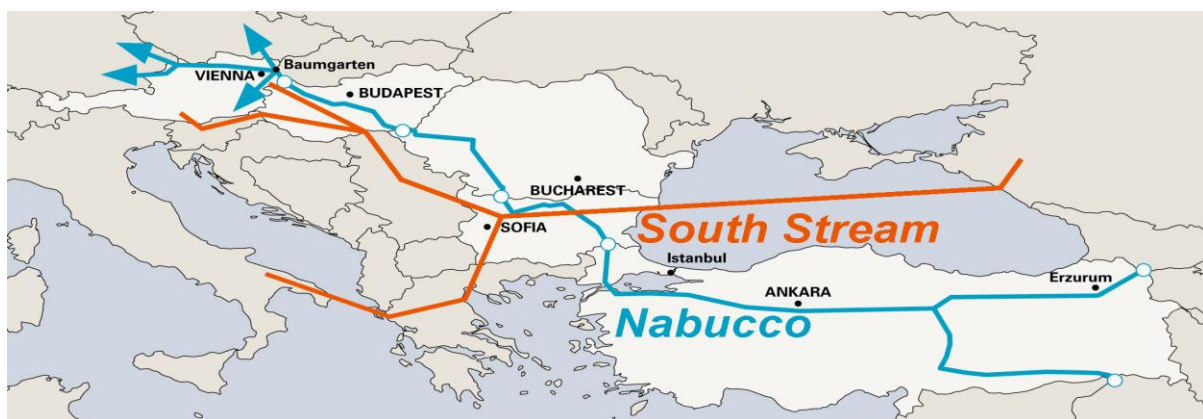 Baumgarten
VIENNA
BUDAPEST
BUCHAREST
SOFIA
South Stream
Istanbul
Erzurum
ANKARA
Nabucco